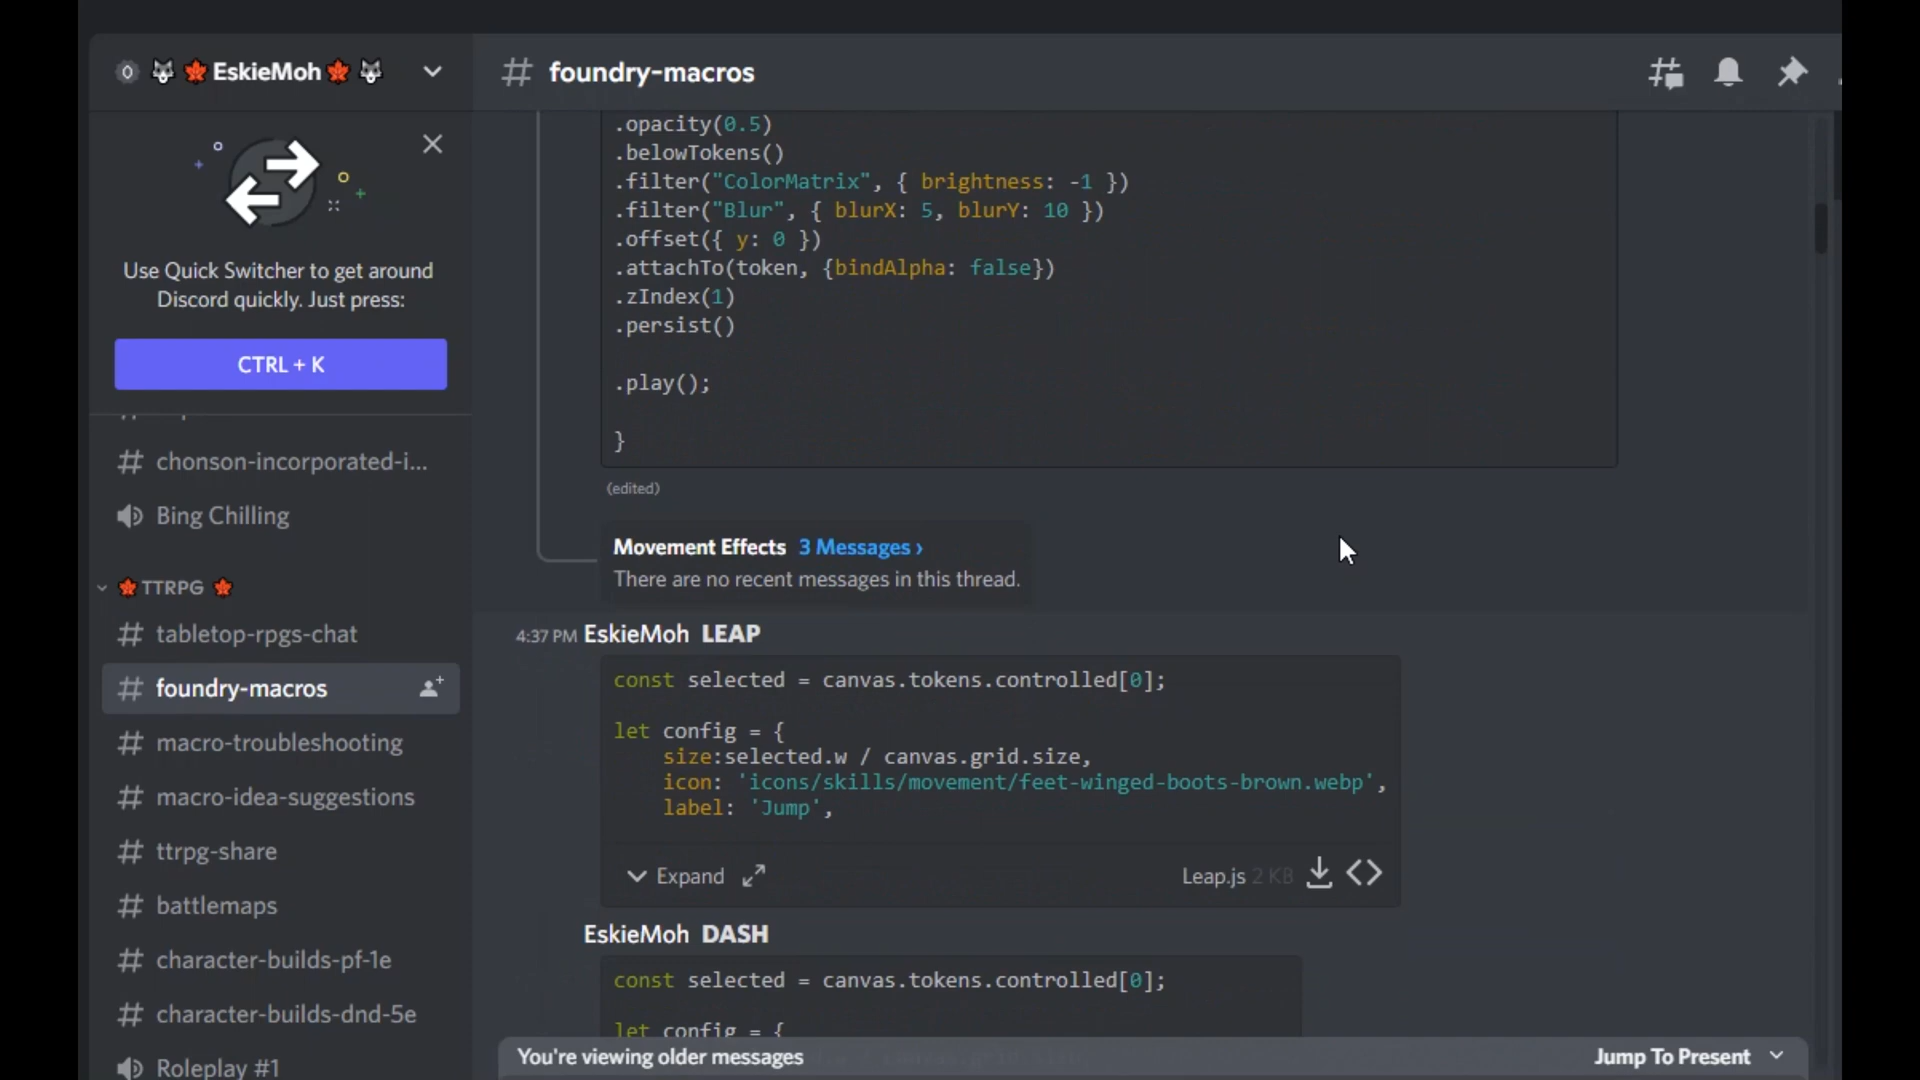 EskieMoh
foundry-macros
Use Quick Switcher to get around
Discord quickly. Just press:
CTRL + K
chonson-incorporated-i...
Bing Chilling
TTRPG
tabletop-rpgs-chat
foundry-macros
macro-troubleshooting
macro-idea-suggestions
ttrpg-share
battlemaps
character-builds-pf-1e
character-builds-dnd-5e
Roleplay #1
.opacity(0.5)
.belowTokens()
.filter("ColorMatrix", { brightness: -1 })
.filter("Blur", { blurX: 5, blurY: 10 })
.offset({ y: 0 })
.attachTo(token, {bindAlpha: false})
.zIndex(1)
.persist()
.play();
}
(edited)
Movement Effects 3 Messages ›
There are no recent messages in this thread.
4:37 PM EskieMoh LEAP
const selected = canvas.tokens.controlled[0];
let config = {
size:selected.w / canvas.grid.size,
icon: 'icons/skills/movement/feet-winged-boots-brown.webp',
label: 'Jump',
Expand
Leap.js 2 KB
EskieMoh DASH
const selected = canvas.tokens.controlled[0];
let config = {
You're viewing older messages
Jump To Present